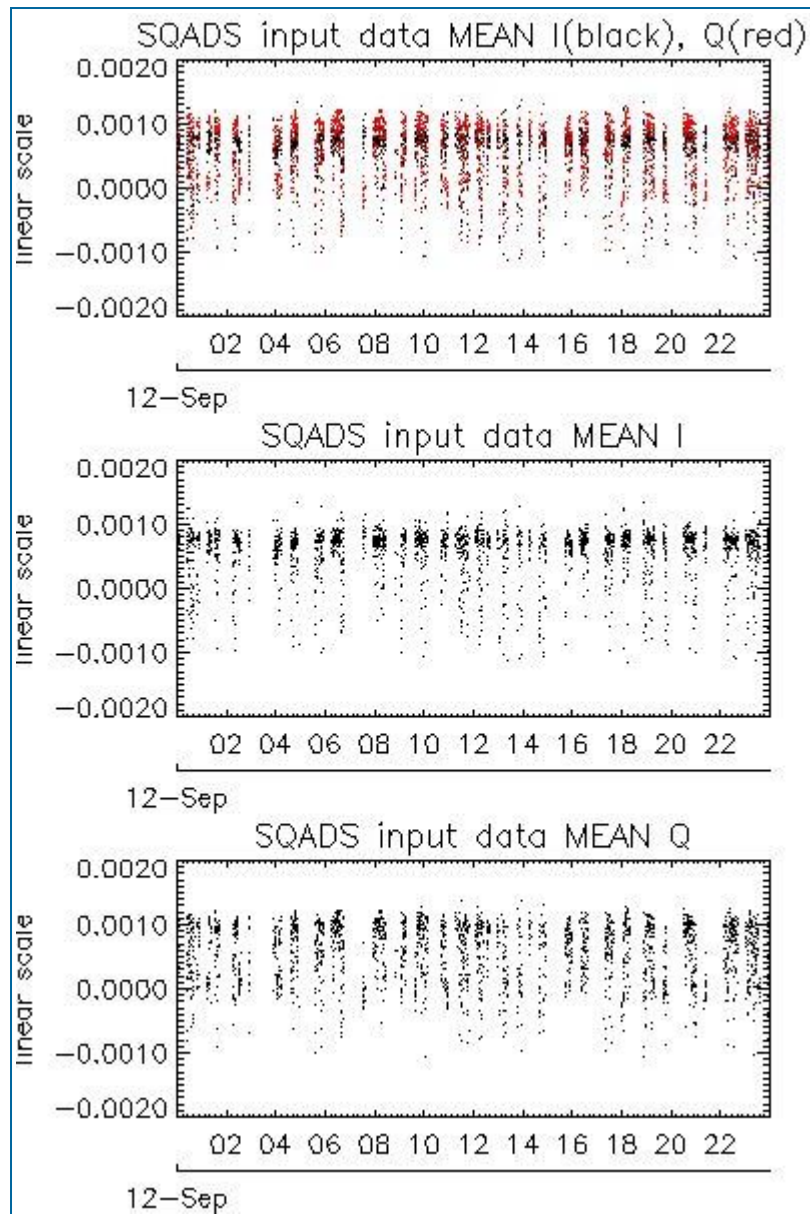 SQADS input data MEAN I(black), Q(red)
linear scale
0.0020
0.0010
0.0000
−0.0010
−0.0020
02 04 06 08 10 12 14 16 18 20 22
12−Sep
SQADS input data MEAN I
linear scale
0.0020
0.0010
0.0000
−0.0010
−0.0020
02 04 06 08 10 12 14 16 18 20 22
12−Sep
SQADS input data MEAN Q
linear scale
0.0020
0.0010
0.0000
−0.0010
−0.0020
02 04 06 08 10 12 14 16 18 20 22
12−Sep